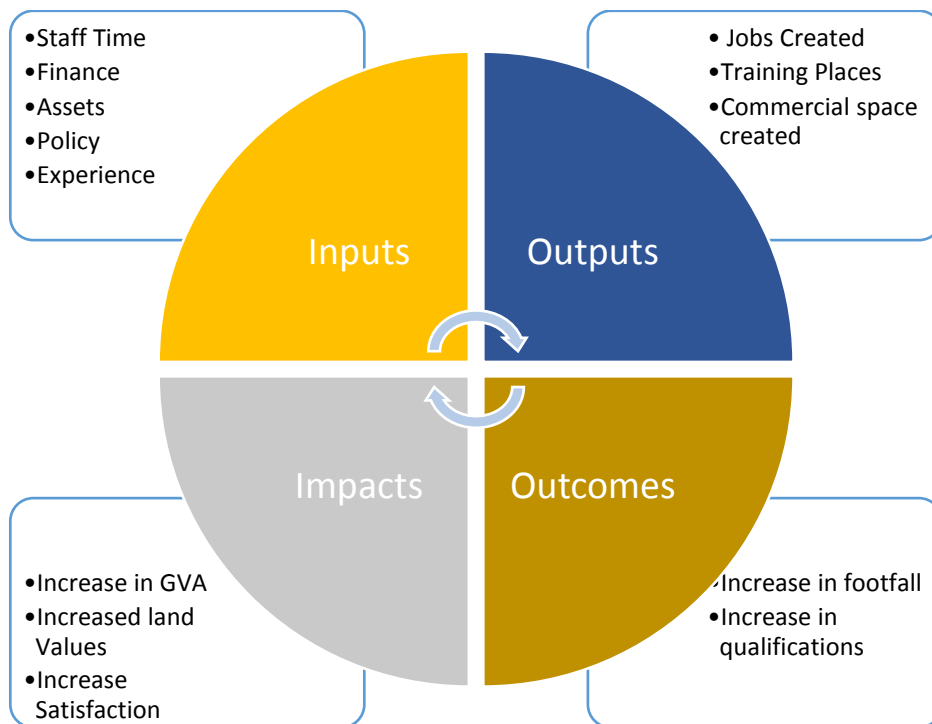 •Staff Time
•Finance
•Assets
•Policy
•Experience
• Jobs Created
•Training Places
•Commercial space
created
Inputs
Outputs
Impacts
Outcomes
•Increase in GVA
•Increased land
Values
•Increase
Satisfaction
•Increase in footfall
•Increase in
qualifications